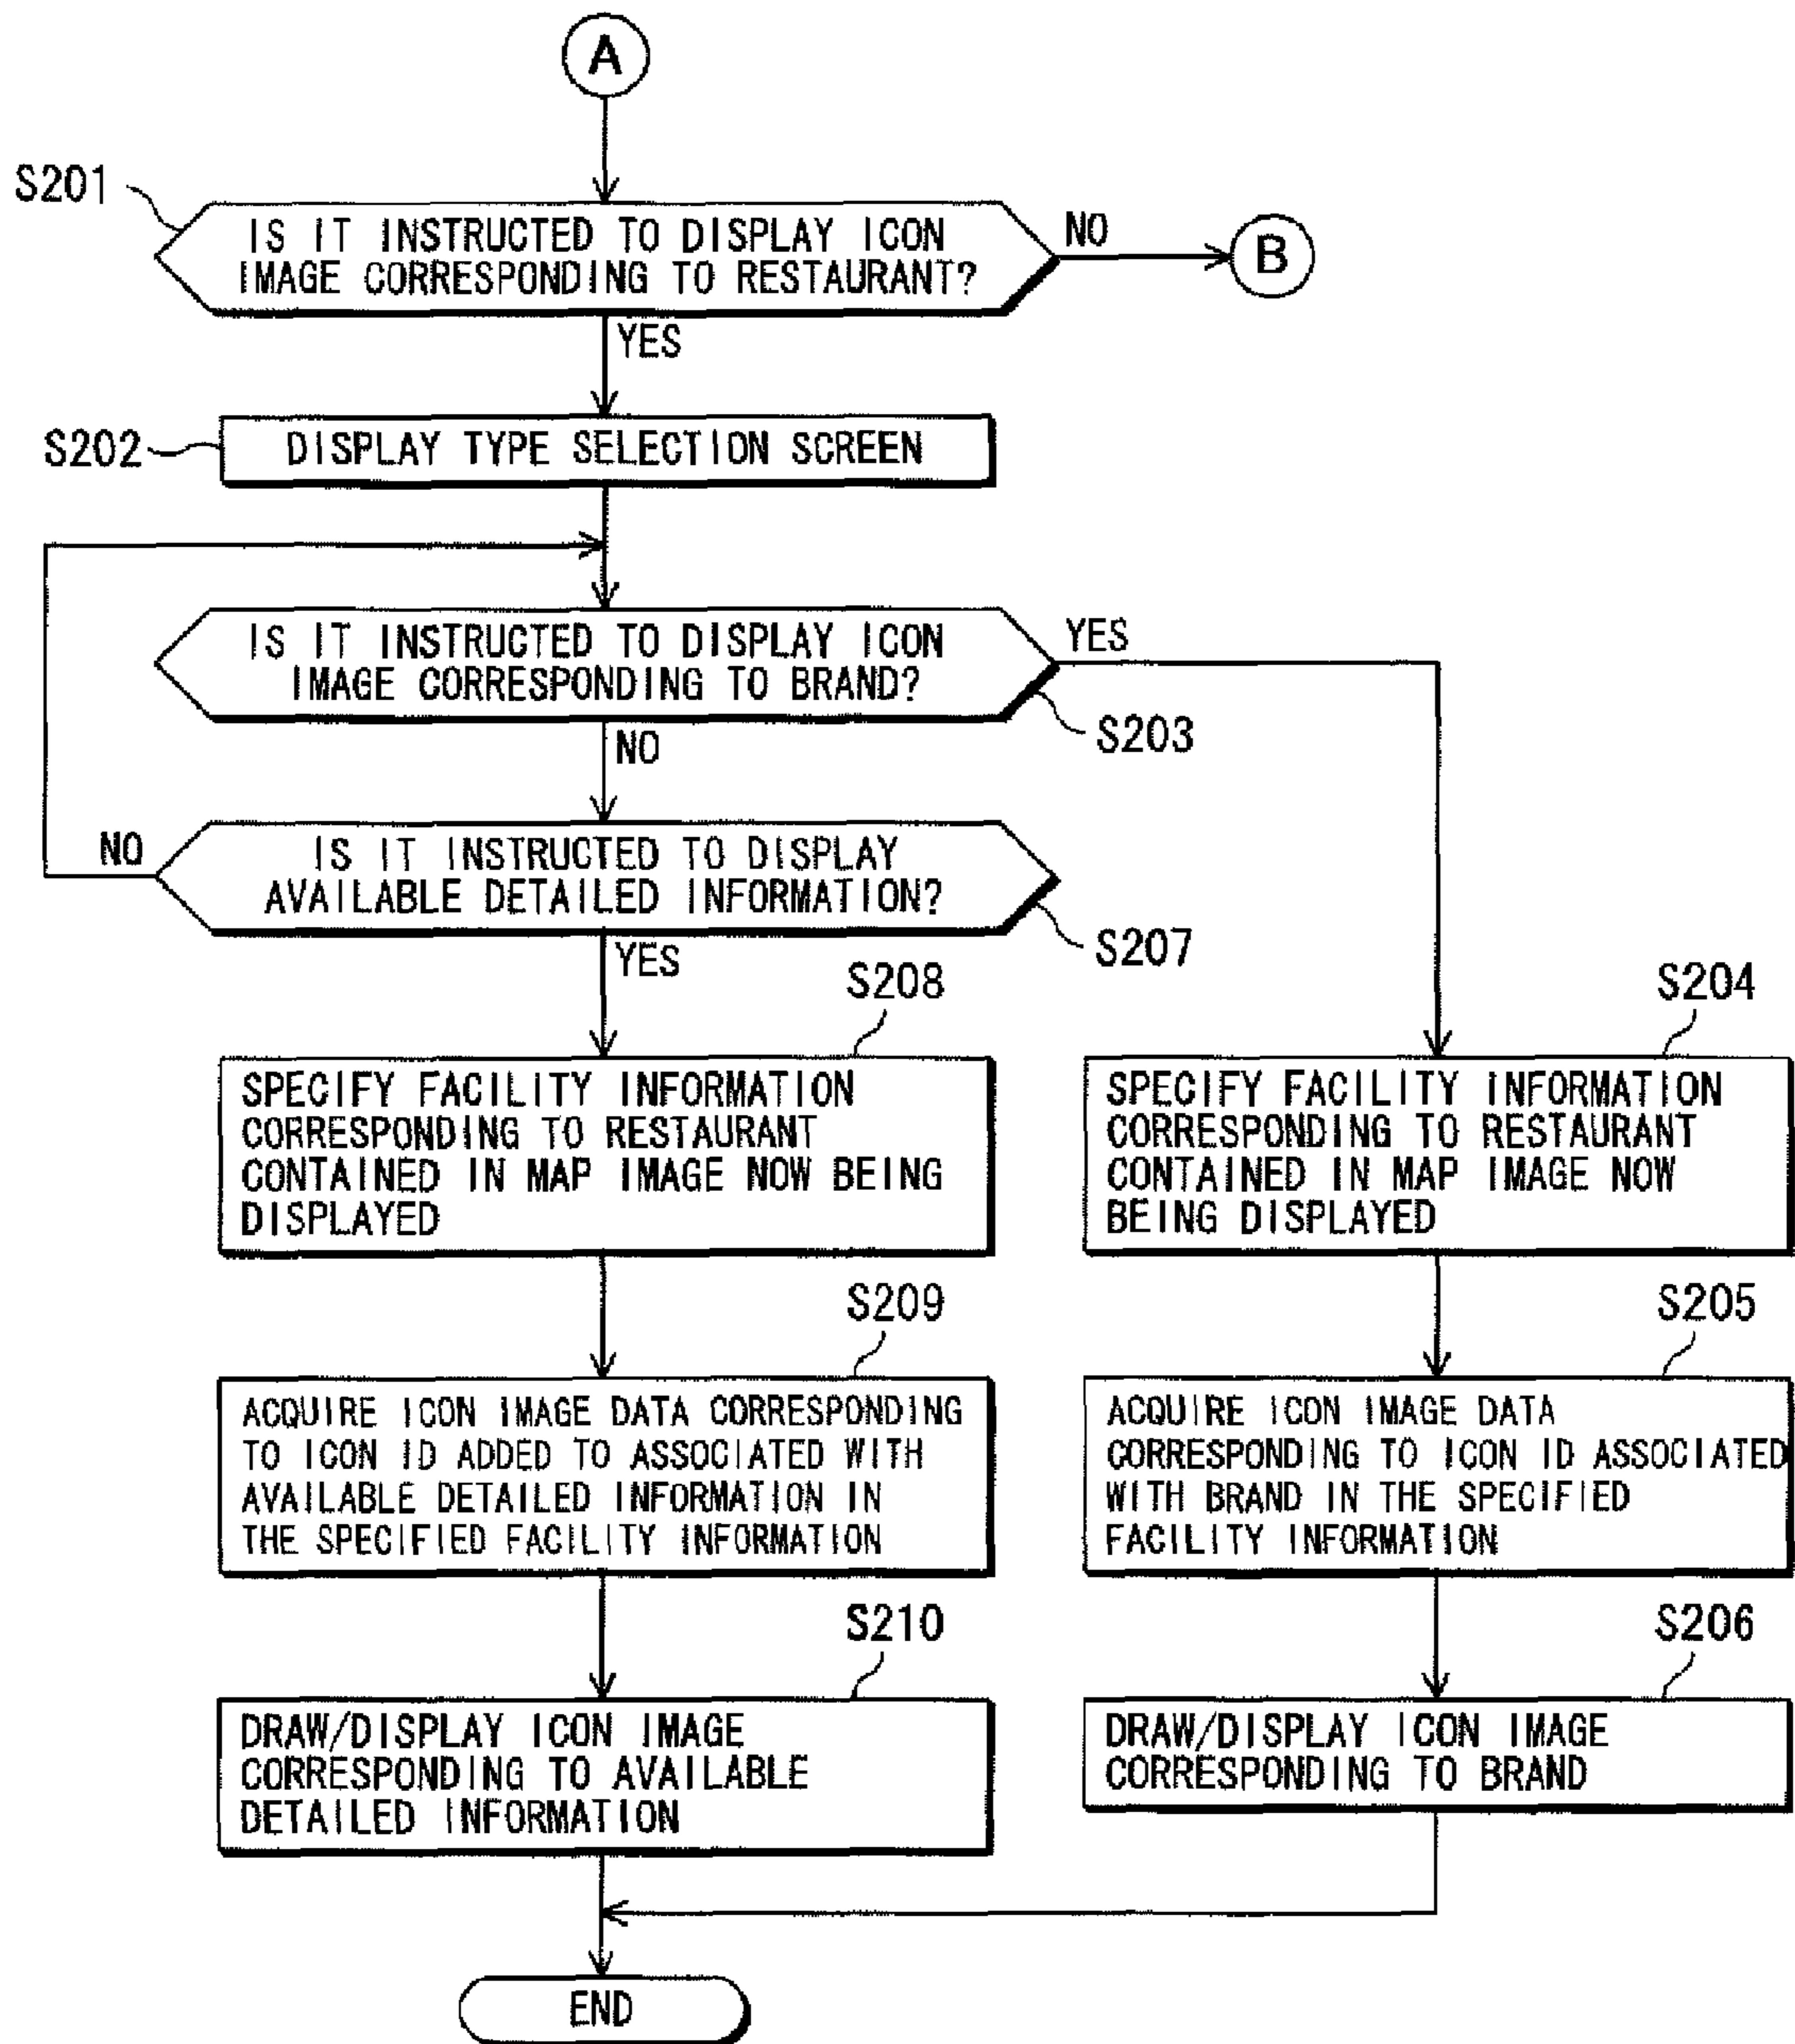 A
S201
IS IT INSTRUCTED TO DISPLAY ICON
IMAGE CORRESPONDING TO RESTAURANT?
NO
B
YES
S202
DISPLAY TYPE SELECTION SCREEN
IS IT INSTRUCTED TO DISPLAY ICON
IMAGE CORRESPONDING TO BRAND?
YES
S203
NO
IS IT INSTRUCTED TO DISPLAY
AVAILABLE DETAILED INFORMATION?
NO
S207
YES
S208
SPECIFY FACILITY INFORMATION
CORRESPONDING TO RESTAURANT
CONTAINED IN MAP IMAGE NOW BEING
DISPLAYED
S204
SPECIFY FACILITY INFORMATION
CORRESPONDING TO RESTAURANT
CONTAINED IN MAP IMAGE NOW
BEING DISPLAYED
S209
ACQUIRE ICON IMAGE DATA CORRESPONDING
TO ICON ID ADDED TO ASSOCIATED WITH
AVAILABLE DETAILED INFORMATION IN
THE SPECIFIED FACILITY INFORMATION
S205
ACQUIRE ICON IMAGE DATA
CORRESPONDING TO ICON ID ASSOCIATED
WITH BRAND IN THE SPECIFIED
FACILITY INFORMATION
S210
DRAW/DISPLAY ICON IMAGE
CORRESPONDING TO AVAILABLE
DETAILED INFORMATION
S206
DRAW/DISPLAY ICON IMAGE
CORRESPONDING TO BRAND
END